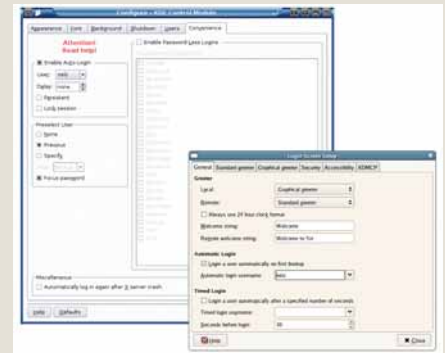 Configure - KDE Control Module
Appearance Font Background Shutdown Users Convenience
Attention!
Read help!
Enable Password-Less Logins
Enable Auto-Login
User:
Delay: none
Persistent
Lock session
Preselect User
None
Previous
Specify
Focus password
Miscellaneous
Automatically log in again after X server crash
Help Defaults
Login Screen Setup
General Standard greeter Graphical greeter Security Accessibility XDMCP
Greeter
Local: Graphical greeter
Remote: Standard greeter
Always use 24 hour clock format
Welcome string: Welcome
Remote welcome string: Welcome to %n
Automatic Login
Login a user automatically on first bootup
Automatic login username:
Timed Login
Login a user automatically after a specified number of seconds
Timed login username:
Seconds before login: 30
Help Close